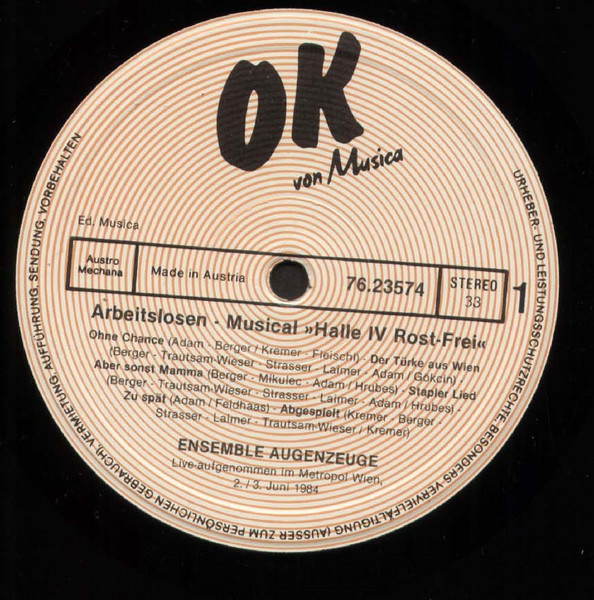 OK
von Musica
Ed. Musica
Austro
Mechana
Made in Austria
76.23574
STEREO
33
1
Arbeitslosen - Musical »Halle IV Rost-Frei«
Ohne Chance (Adam - Berger / Kremer - Fleischl) - Der Türke aus Wien
(Berger - Trautsam-Wieser - Strasser - Laimer - Adam / Gökcin) -
Aber sonst Mamma (Berger - Mikulec - Adam / Hrubes) - Stapler Lied
(Berger - Trautsam-Wieser - Strasser - Laimer - Adam / Hrubes) -
Zu spät (Adam / Feldhaas) - Abgespielt (Kremer - Berger -
Strasser - Laimer - Trautsam-Wieser / Kremer)
ENSEMBLE AUGENZEUGE
Live-aufgenommen im Metropol Wien,
2. / 3. Juni 1984
URHEBER- UND LEISTUNGSSCHUTZRECHTE BESONDERS VERVIELFÄLTIGUNG (AUSSER ZUM PERSÖNLICHEN GEBRAUCH), VERMIETUNG, AUFFÜHRUNG, SENDUNG, VORBEHALTEN